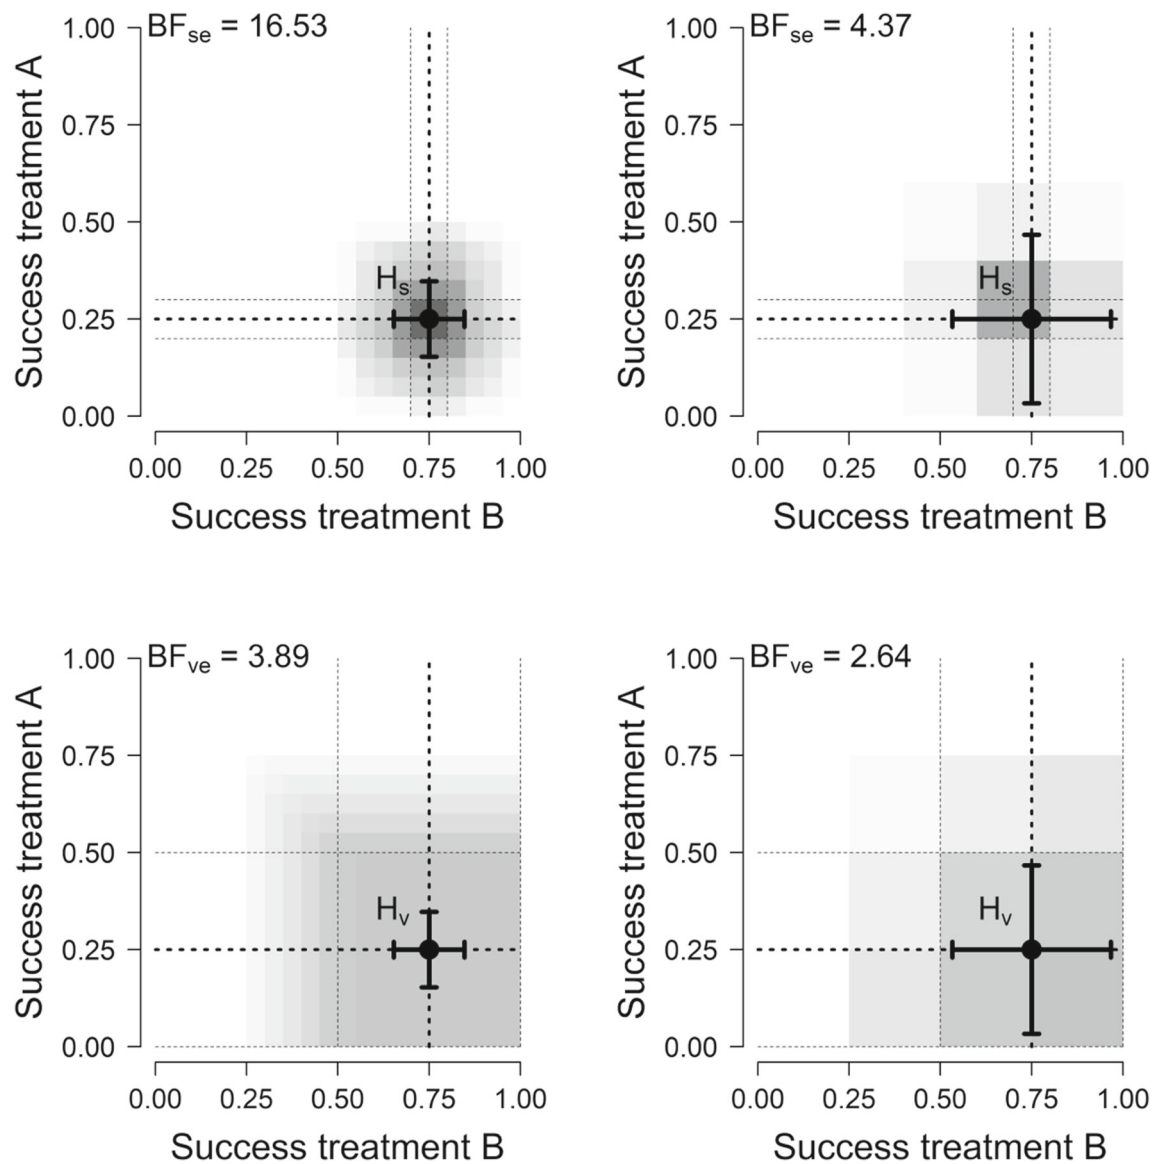 BFse = 16.53
1.00
0.75
0.50
0.25
0.00
Success treatment A
Hs
0.00 0.25 0.50 0.75 1.00
Success treatment B
BFse = 4.37
1.00
0.75
0.50
0.25
0.00
Success treatment A
Hs
0.00 0.25 0.50 0.75 1.00
Success treatment B
BFve = 3.89
1.00
0.75
0.50
0.25
0.00
Success treatment A
Hv
0.00 0.25 0.50 0.75 1.00
Success treatment B
BFve = 2.64
1.00
0.75
0.50
0.25
0.00
Success treatment A
Hv
0.00 0.25 0.50 0.75 1.00
Success treatment B